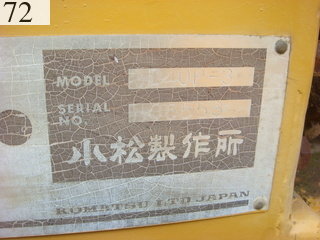 72
MODEL
SERIAL
NO.
小松製作所
KOMATSU LTD JAPAN